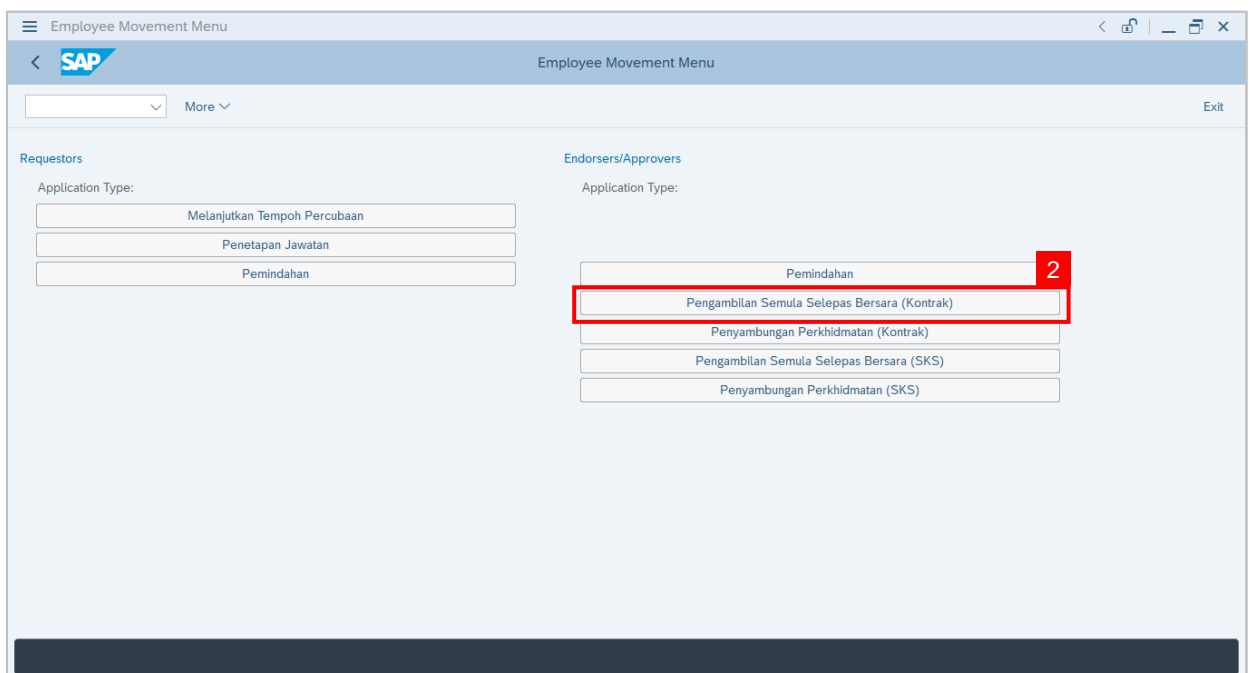 Employee Movement Menu
SAP
Employee Movement Menu
More
Exit
Requestors
Application Type:
Melanjutkan Tempoh Percubaan
Penetapan Jawatan
Pemindahan
Endorsers/Approvers
Application Type:
Pemindahan
2
Pengambilan Semula Selepas Bersara (Kontrak)
Penyambungan Perkhidmatan (Kontrak)
Pengambilan Semula Selepas Bersara (SKS)
Penyambungan Perkhidmatan (SKS)